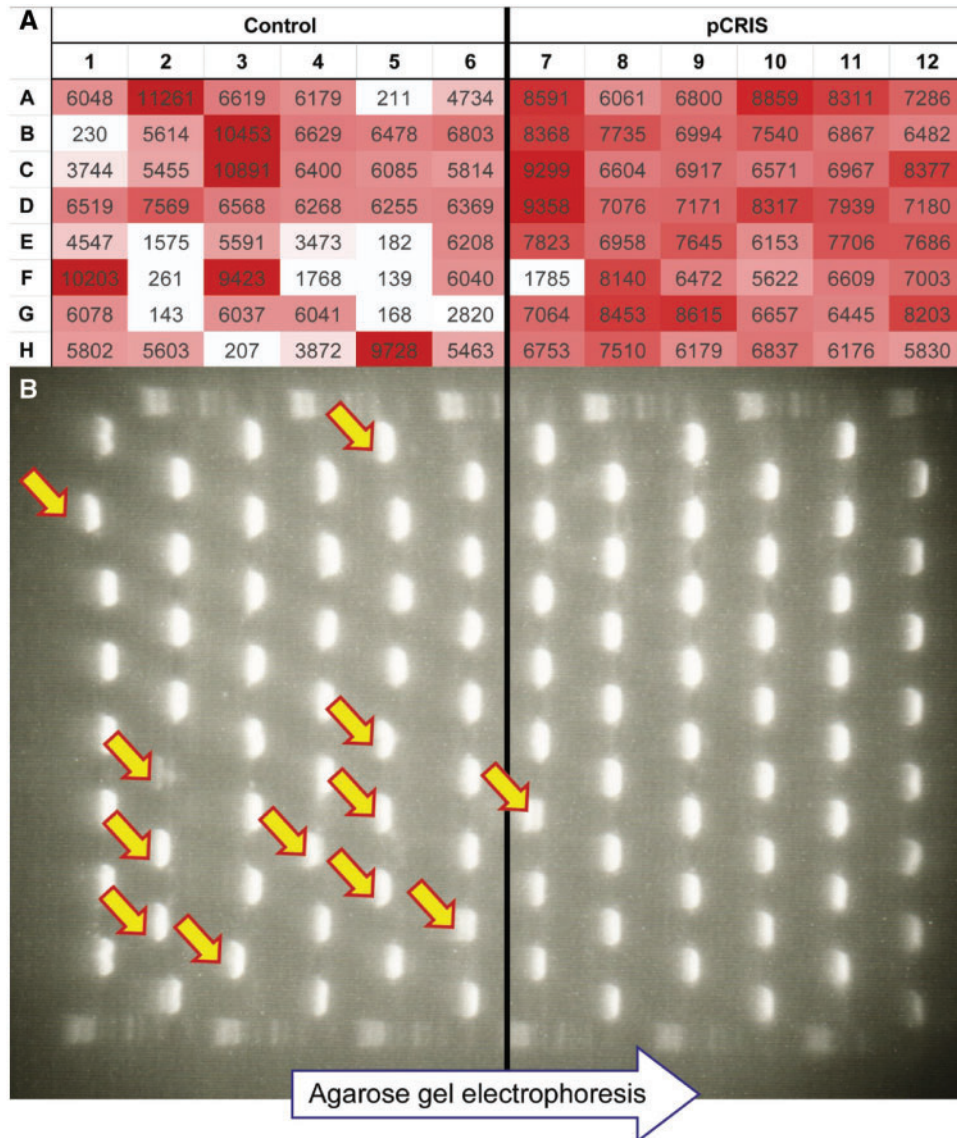 A Control pCRIS
1 2 3 4 5 6 7 8 9 10 11 12
A 6048 11261 6619 6179 211 4734 8591 6061 6800 8859 8311 7286
B 230 5614 10453 6629 6478 6803 8368 7735 6994 7540 6867 6482
C 3744 5455 10891 6400 6085 5814 9299 6604 6917 6571 6967 8377
D 6519 7569 6568 6268 6255 6369 9358 7076 7171 8317 7939 7180
E 4547 1575 5591 3473 182 6208 7823 6958 7645 6153 7706 7686
F 10203 261 9423 1768 139 6040 1785 8140 6472 5622 6609 7003
G 6078 143 6037 6041 168 2820 7064 8453 8615 6657 6445 8203
H 5802 5603 207 3872 9728 5463 6753 7510 6179 6837 6176 5830
B
Agarose gel electrophoresis